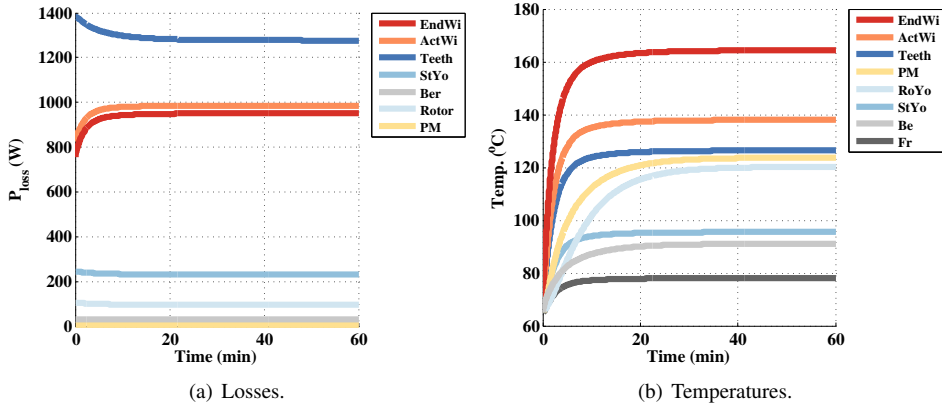 1400
1200
1000
800
600
400
200
0
P_loss (W)
0 20 40 60
Time (min)
EndWi
ActWi
Teeth
StYo
Ber
Rotor
PM
(a) Losses.
160
140
120
100
80
60
Temp. (ºC)
0 20 40 60
Time (min)
EndWi
ActWi
Teeth
PM
RoYo
StYo
Be
Fr
(b) Temperatures.